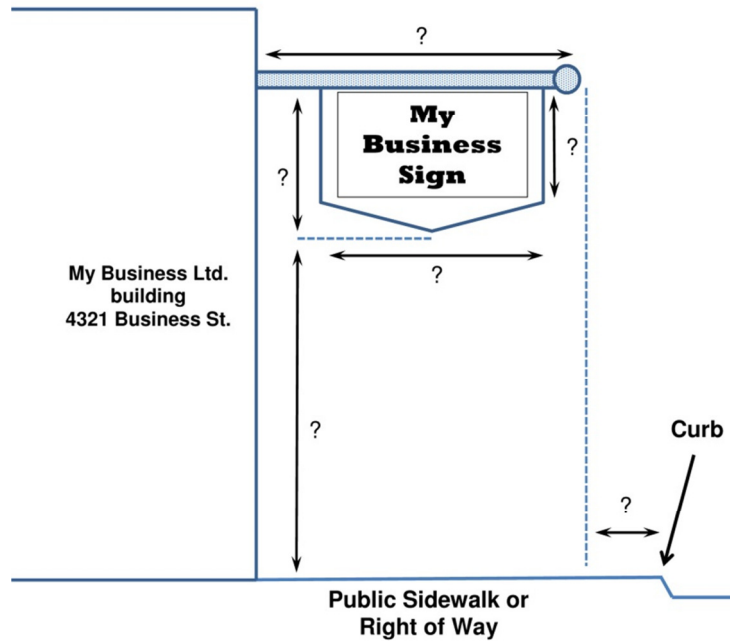 ?
My
Business
Sign
?
?
?
My Business Ltd.
building
4321 Business St.
?
Curb
?
Public Sidewalk or
Right of Way